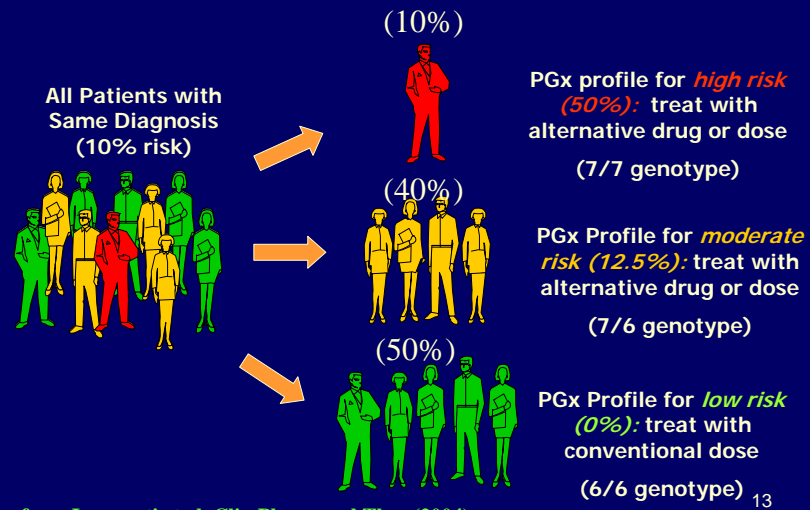 All Patients with
Same Diagnosis
(10% risk)
(10%)
PGx profile for high risk
(50%): treat with
alternative drug or dose
(7/7 genotype)
(40%)
PGx Profile for moderate
risk (12.5%): treat with
alternative drug or dose
(7/6 genotype)
(50%)
PGx Profile for low risk
(0%): treat with
conventional dose
(6/6 genotype)
13